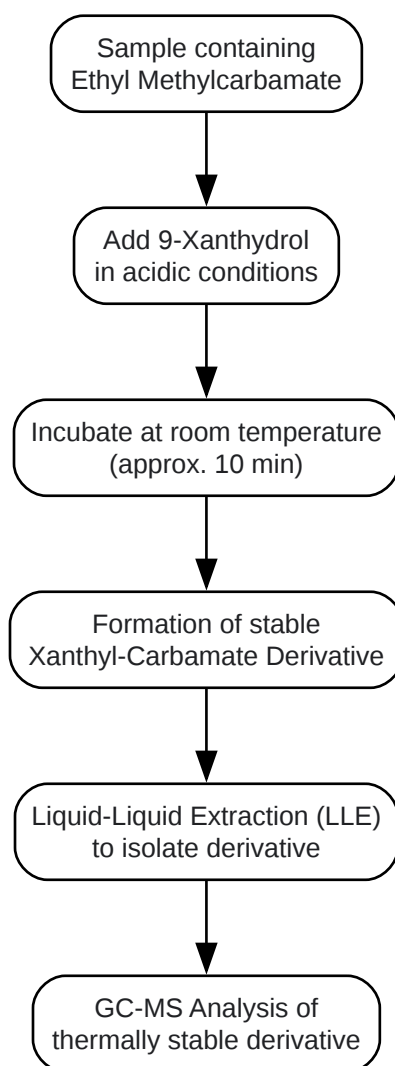 Sample containing
Ethyl Methylcarbamate
Add 9-Xanthydrol
in acidic conditions
Incubate at room temperature
(approx. 10 min)
Formation of stable
Xanthyl-Carbamate Derivative
Liquid-Liquid Extraction (LLE)
to isolate derivative
GC-MS Analysis of
thermally stable derivative